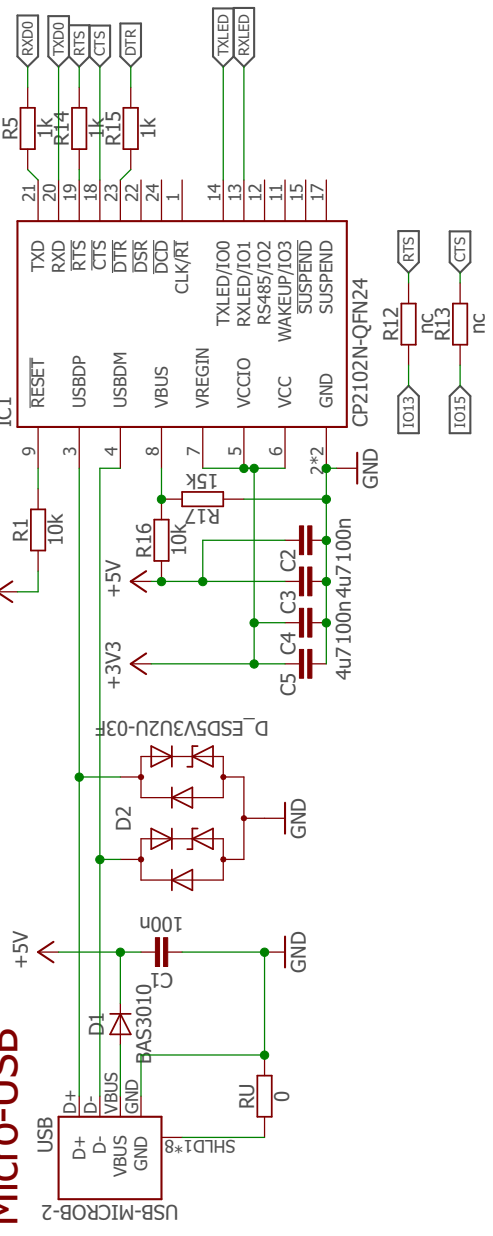 Micro-USB
RXD0
TXD0
RTS
CTS
DTR
TXLED
RXLED
R5
1k
R14
1k
R15
1k
21
20
19
18
23
22
24
1
14
13
12
11
15
17
TXD
RXD
RTS
CTS
DTR
DSR
DCD
CLK/RI
TXLED/IO0
RXLED/IO1
RS485/IO2
WAKEUP/IO3
SUSPEND
SUSPEND
IC1
RESET
USBDP
USBDM
VBUS
VREGIN
VCCIO
VCC
GND
CP2102N-QFN24
9
3
4
8
7
5
6
2*2
GND
RTS
CTS
R12
nc
R13
nc
IO13
IO15
R1
10k
R16
10k
R17
15k
+5V
+3V3
C2
100n
C3
4u7
C4
100n
C5
4u7
D_ESD5V3U2U-03F
D2
GND
+5V
100n
C1
GND
D1
BAS3010
USB
D+
D-
VBUS
GND
D+
D-
VBUS
GND
SHLD1*8
RU
0
USB-MICROB-2